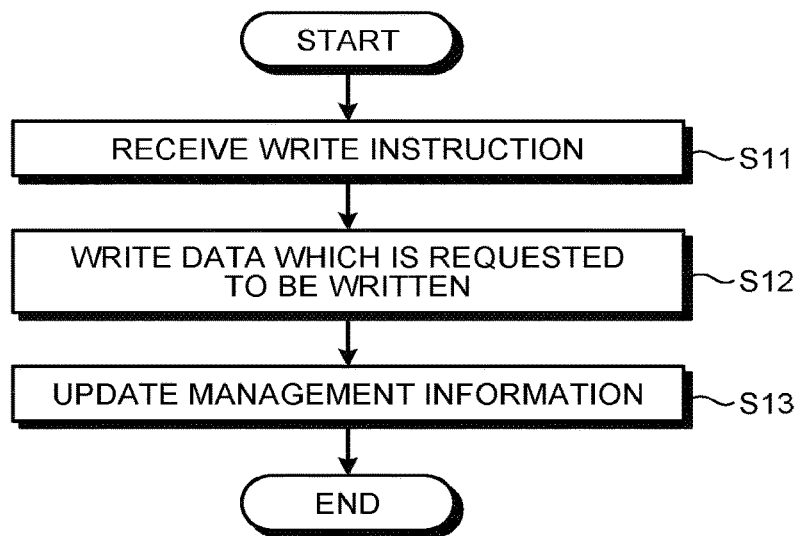 START
RECEIVE WRITE INSTRUCTION
S11
WRITE DATA WHICH IS REQUESTED
TO BE WRITTEN
S12
UPDATE MANAGEMENT INFORMATION
S13
END